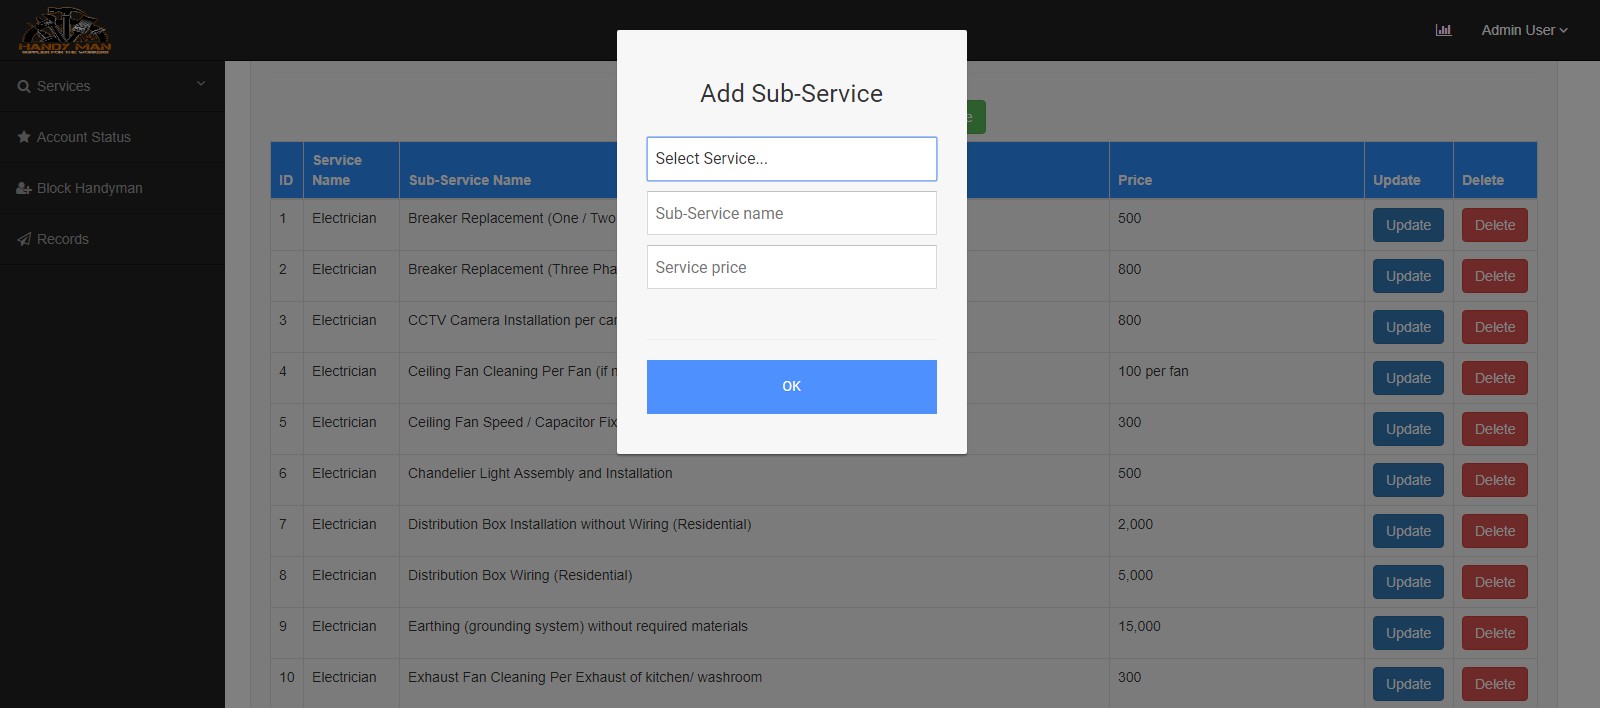 HANDY MAN
SUPPLIER FOR THE WORKERS
Admin User
Services
Account Status
Block Handyman
Records
Add Sub-Service
Select Service...
Sub-Service name
Service price
OK
e
ID Service Name Sub-Service Name Price Update Delete
1 Electrician Breaker Replacement (One / Two 500 Update Delete
2 Electrician Breaker Replacement (Three Pha 800 Update Delete
3 Electrician CCTV Camera Installation per car 800 Update Delete
4 Electrician Ceiling Fan Cleaning Per Fan (if 100 per fan Update Delete
5 Electrician Ceiling Fan Speed / Capacitor Fix 300 Update Delete
6 Electrician Chandelier Light Assembly and Installation 500 Update Delete
7 Electrician Distribution Box Installation without Wiring (Residential) 2,000 Update Delete
8 Electrician Distribution Box Wiring (Residential) 5,000 Update Delete
9 Electrician Earthing (grounding system) without required materials 15,000 Update Delete
10 Electrician Exhaust Fan Cleaning Per Exhaust of kitchen/ washroom 300 Update Delete